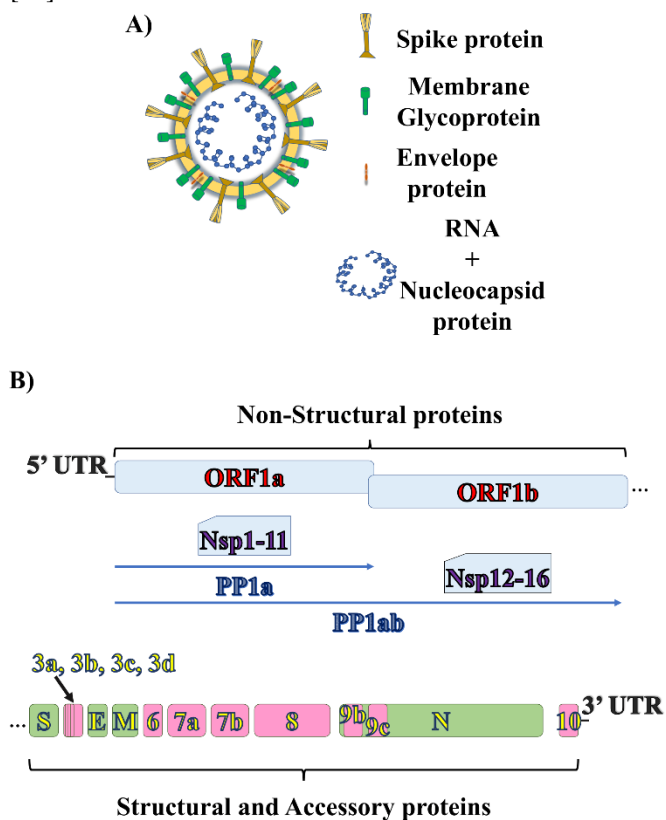 A)
Spike protein
Membrane
Glycoprotein
Envelope
protein
RNA
+
Nucleocapsid
protein
B)
Non-Structural proteins
5’ UTR
ORF1a
ORF1b
...
Nsp1-11
PP1a
Nsp12-16
PP1ab
3a, 3b, 3c, 3d
... S E M 6 7a 7b 8 9b 9c N 10 3’ UTR
Structural and Accessory proteins